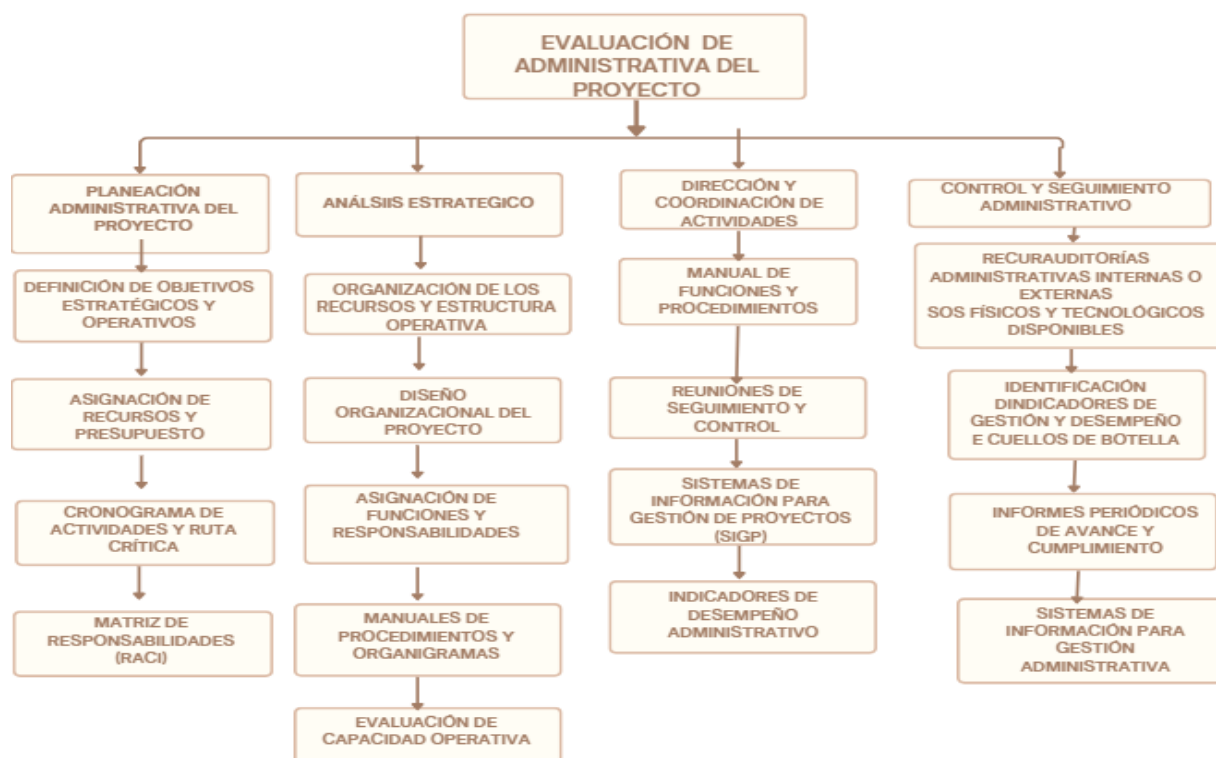 EVALUACIÓN DE
ADMINISTRATIVA DEL
PROYECTO
PLANEACIÓN
ADMINISTRATIVA DEL
PROYECTO
DEFINICIÓN DE OBJETIVOS
ESTRATÉGICOS Y
OPERATIVOS
ASIGNACIÓN DE
RECURSOS Y
PRESUPUESTO
CRONOGRAMA DE
ACTIVIDADES Y RUTA
CRÍTICA
MATRIZ DE
RESPONSABILIDADES
(RACI)
ANÁLSIIS ESTRATEGICO
ORGANIZACIÓN DE LOS
RECURSOS Y ESTRUCTURA
OPERATIVA
DISEÑO
ORGANIZACIONAL DEL
PROYECTO
ASIGNACIÓN DE
FUNCIONES Y
RESPONSABILIDADES
MANUALES DE
PROCEDIMIENTOS Y
ORGANIGRAMAS
EVALUACIÓN DE
CAPACIDAD OPERATIVA
DIRECCIÓN Y
COORDINACIÓN DE
ACTIVIDADES
MANUAL DE
FUNCIONES Y
PROCEDIMIENTOS
REUNIONES DE
SEGUIMIENTO Y
CONTROL
SISTEMAS DE
INFORMACIÓN PARA
GESTIÓN DE PROYECTOS
(SIGP)
INDICADORES DE
DESEMPEÑO
ADMINISTRATIVO
CONTROL Y SEGUIMIENTO
ADMINISTRATIVO
RECURAUDITORÍAS
ADMINISTRATIVAS INTERNAS O
EXTERNAS
SOS FÍSICOS Y TECNOLÓGICOS
DISPONIBLES
IDENTIFICACIÓN
DINDICADORES DE
GESTIÓN Y DESEMPEÑO
E CUELLOS DE BOTELLA
INFORMES PERIÓDICOS
DE AVANCE Y
CUMPLIMIENTO
SISTEMAS DE
INFORMACIÓN PARA
GESTIÓN
ADMINISTRATIVA